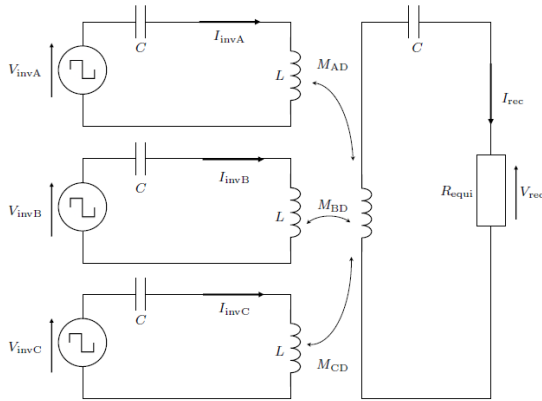 C
I_invA
V_invA
L
M_AD
C
I_rec
C
I_invB
V_invB
L
M_BD
R_equi
V_rec
C
I_invC
V_invC
L
M_CD